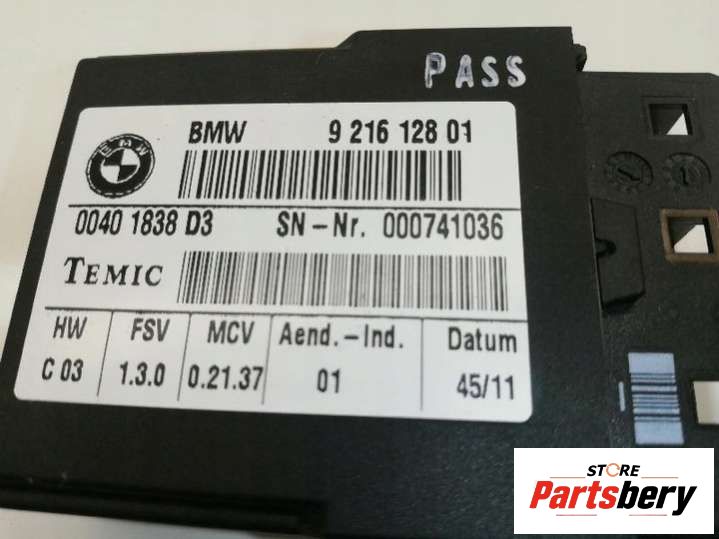 PASS
BMW 9 216 128 01
0040 1838 D3 SN-Nr. 000741036
TEMIC
HW FSV MCV Aend.-Ind. Datum
C 03 1.3.0 0.21.37 01 45/11
STORE
Partsbery